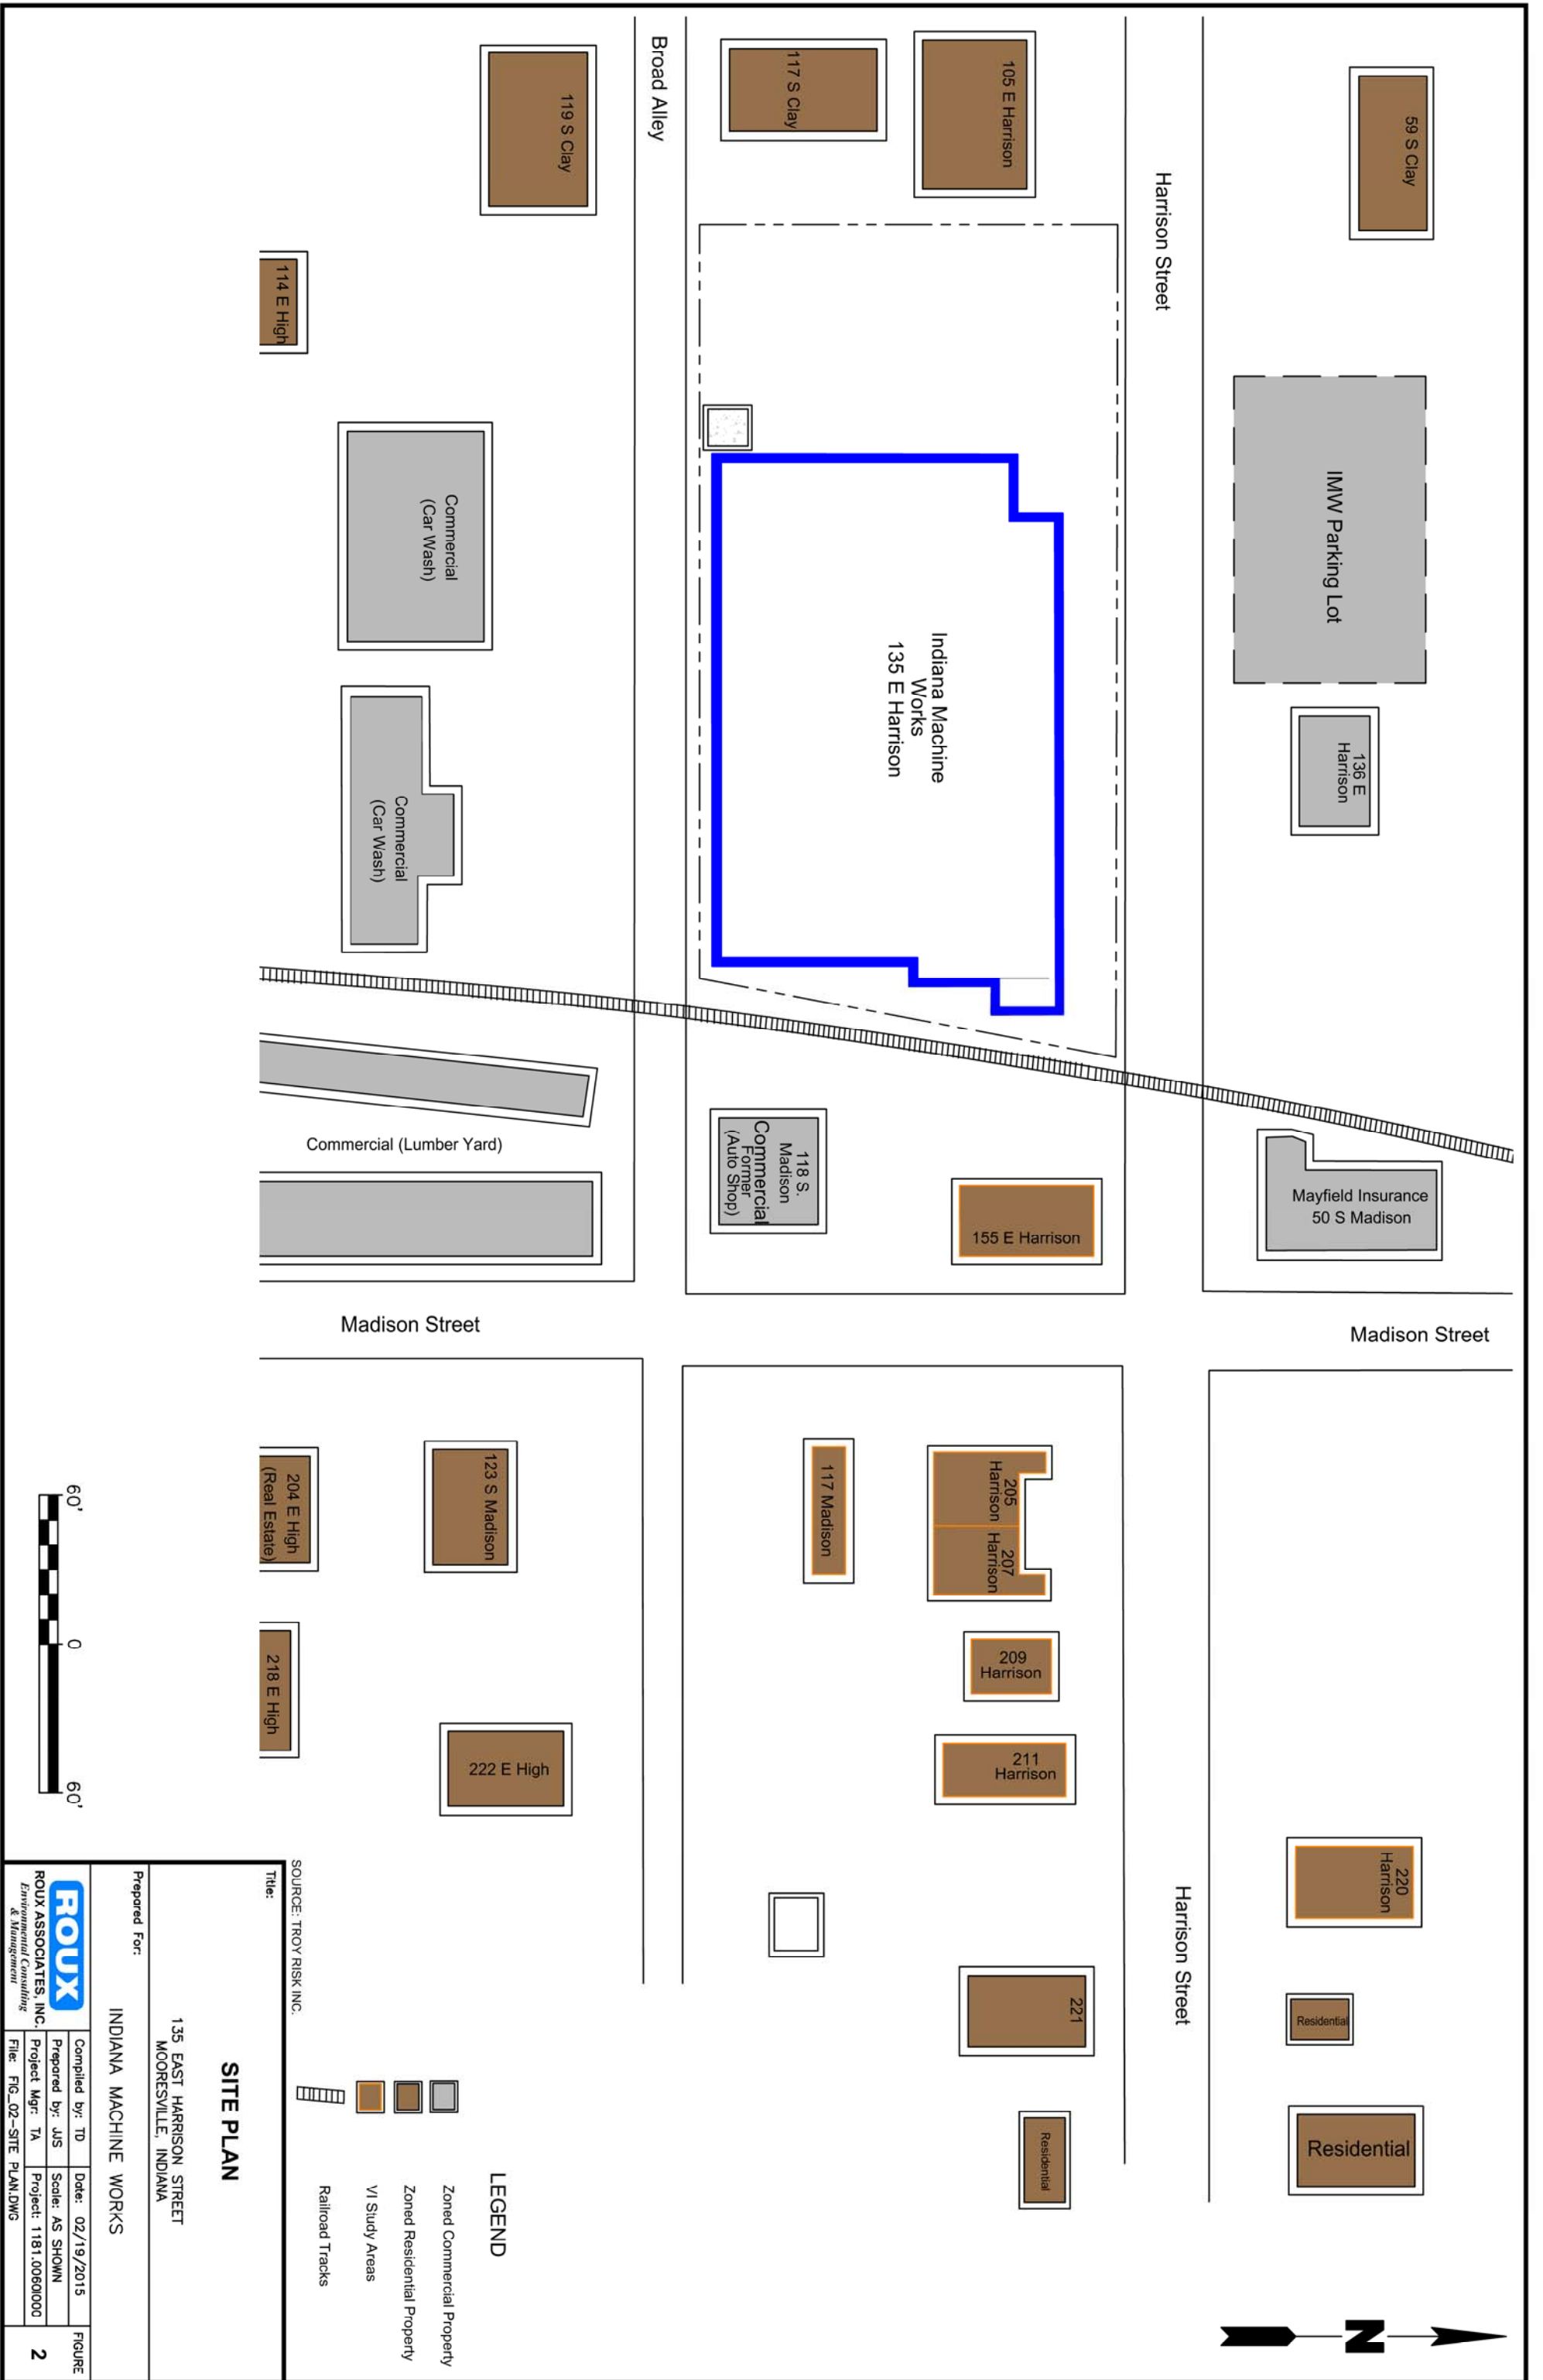 59 S Clay
IMW Parking Lot
136 E
Harrison
Mayfield Insurance
50 S Madison
Madison Street
220
Harrison
Residential
Residential
Harrison Street
Harrison Street
105 E Harrison
117 S Clay
Indiana Machine
Works
135 E Harrison
155 E Harrison
118 S.
Madison
Commercial
Former
(Auto Shop)
205
Harrison
207
Harrison
209
Harrison
211
Harrison
117 Madison
221
Residential
Broad Alley
119 S Clay
114 E High
Commercial
(Car Wash)
Commercial
(Car Wash)
Commercial (Lumber Yard)
Madison Street
123 S Madison
204 E High
(Real Estate)
218 E High
222 E High
N
LEGEND
Zoned Commercial Property
Zoned Residential Property
VI Study Areas
Railroad Tracks
60'
0
60'
SOURCE: TROY RISK INC.
Title:
SITE PLAN
135 EAST HARRISON STREET
MOORESVILLE, INDIANA
Prepared For:
INDIANA MACHINE WORKS
ROUX
ROUX ASSOCIATES, INC.
Environmental Consulting
& Management
Compiled by: TD
Date: 02/19/2015
Prepared by: JJS
Scale: AS SHOWN
Project Mgr: TA
Project: 1181.0060I000
File: FIG_02-SITE PLAN.DWG
FIGURE
2